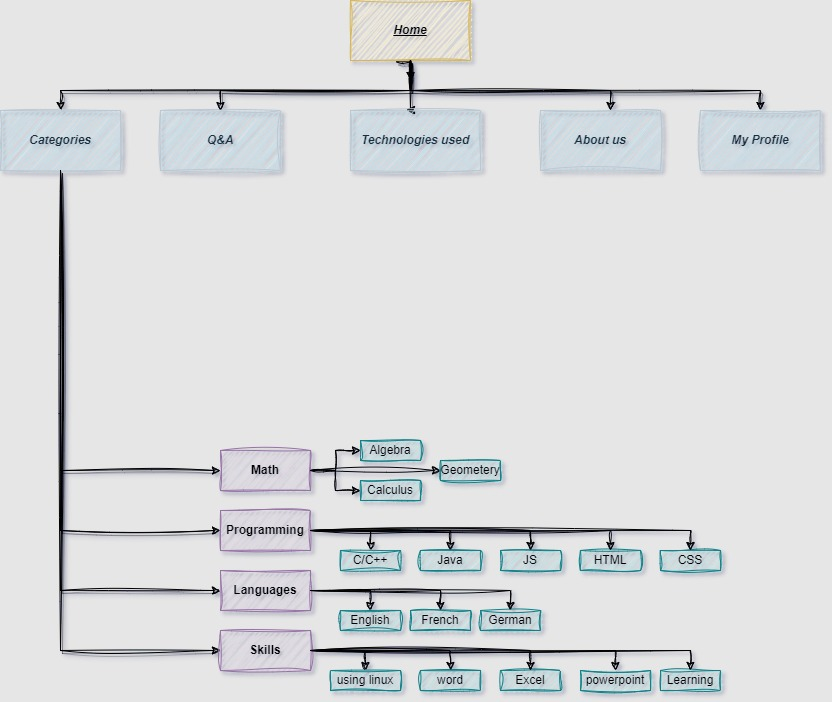 Home
Categories
Q&A
Technologies used
About us
My Profile
Math
Algebra
Geometery
Calculus
Programming
C/C++
Java
JS
HTML
CSS
Languages
English
French
German
Skills
using linux
word
Excel
powerpoint
Learning